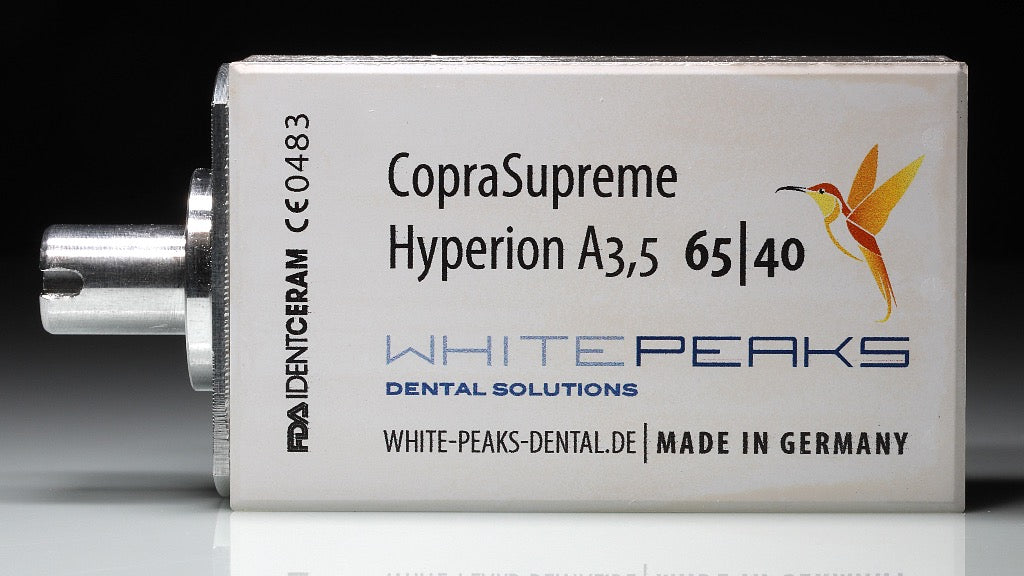 FDA IDENTCERAM CE0483
CopraSupreme
Hyperion A3,5 65|40
WHITEPEAKS
DENTAL SOLUTIONS
WHITE-PEAKS-DENTAL.DE|MADE IN GERMANY